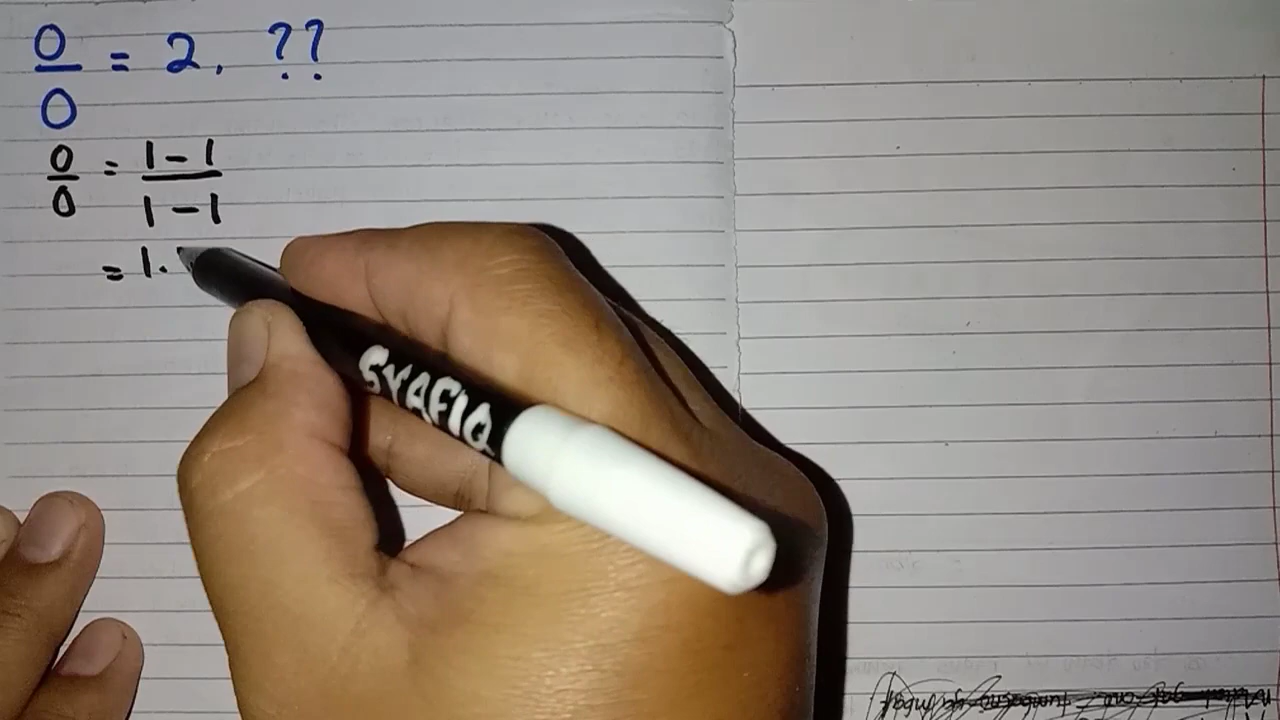 0/0 = 2. ??
0/0 = 1-1/1-1
= 1.
SYAFIQ